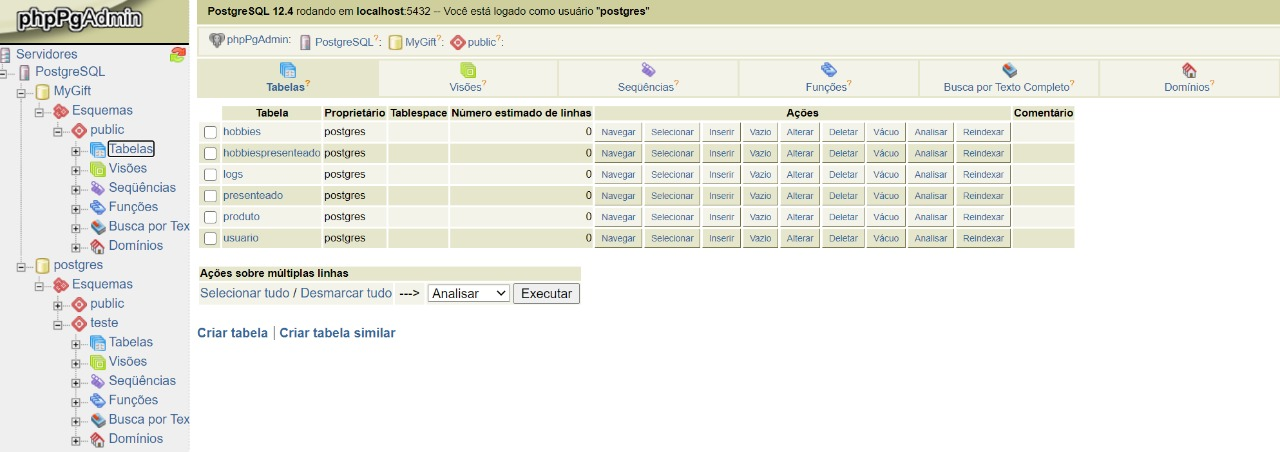 phpPgAdmin
Servidores
PostgreSQL
MyGift
Esquemas
public
Tabelas
Visões
Seqüências
Funções
Busca por Tex
Domínios
postgres
Esquemas
public
teste
Tabelas
Visões
Seqüências
Funções
Busca por Tex
Domínios
PostgreSQL 12.4 rodando em localhost:5432 -- Você está logado como usuário "postgres"
phpPgAdmin: PostgreSQL?: MyGift?: public?:
Tabelas? Visões? Seqüências? Funções? Busca por Texto Completo? Domínios?
Tabela Proprietário Tablespace Número estimado de linhas Ações Comentário
hobbies postgres 0 Navegar Selecionar Inserir Vazio Alterar Deletar Vácuo Analisar Reindexar
hobbiespresenteado postgres 0 Navegar Selecionar Inserir Vazio Alterar Deletar Vácuo Analisar Reindexar
logs postgres 0 Navegar Selecionar Inserir Vazio Alterar Deletar Vácuo Analisar Reindexar
presenteado postgres 0 Navegar Selecionar Inserir Vazio Alterar Deletar Vácuo Analisar Reindexar
produto postgres 0 Navegar Selecionar Inserir Vazio Alterar Deletar Vácuo Analisar Reindexar
usuario postgres 0 Navegar Selecionar Inserir Vazio Alterar Deletar Vácuo Analisar Reindexar
Ações sobre múltiplas linhas
Selecionar tudo / Desmarcar tudo ---> Analisar Executar
Criar tabela | Criar tabela similar